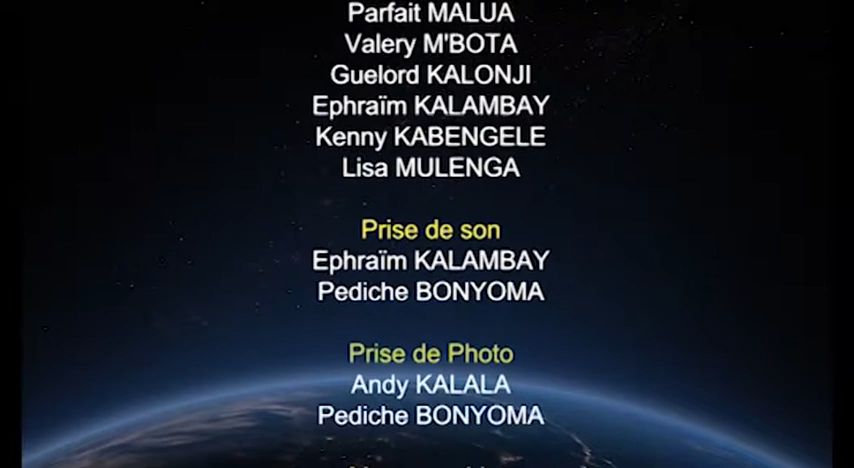 Parfait MALUA
Valery M'BOTA
Guelord KALONJI
Ephraïm KALAMBAY
Kenny KABENGELE
Lisa MULENGA
Prise de son
Ephraïm KALAMBAY
Pediche BONYOMA
Prise de Photo
Andy KALALA
Pediche BONYOMA